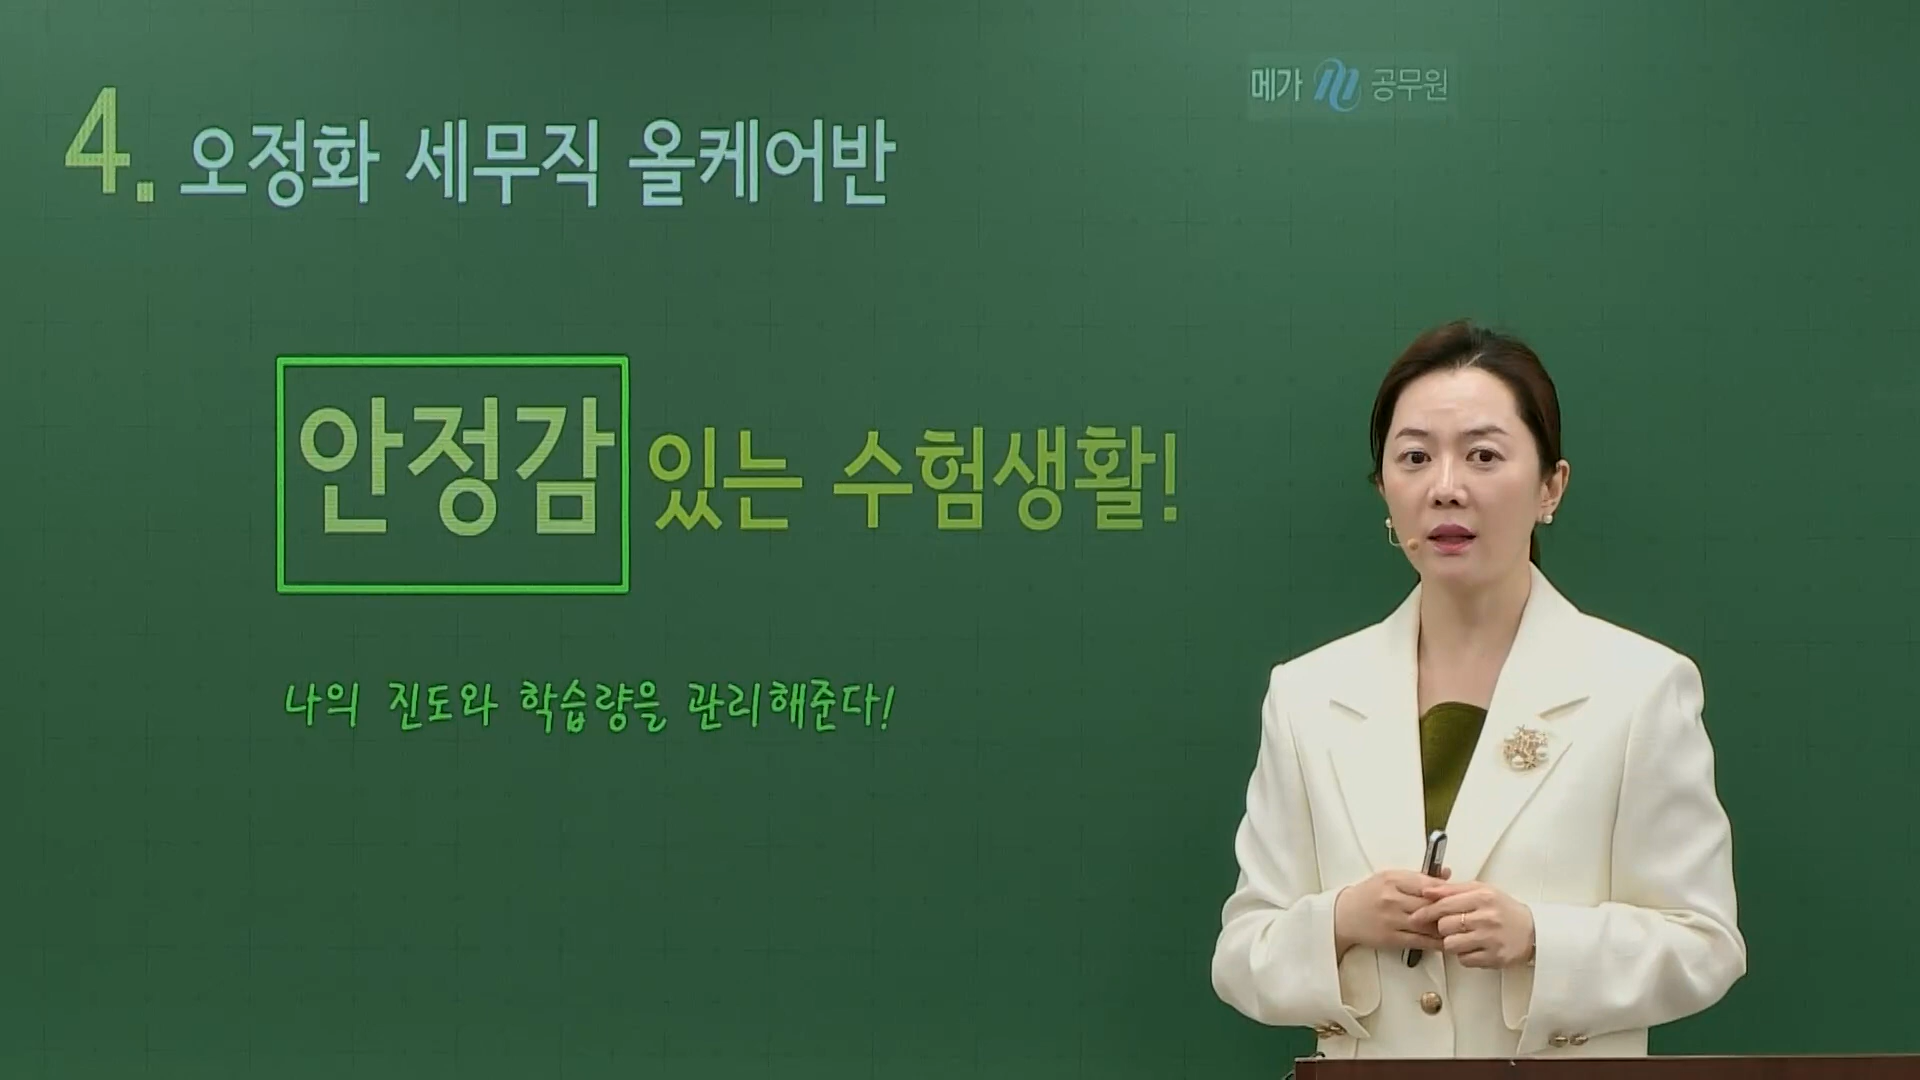 메가 공무원
4. 오정화 세무직 올케어반
안정감 있는 수험생활!
나의 진도와 학습량을 관리해준다!